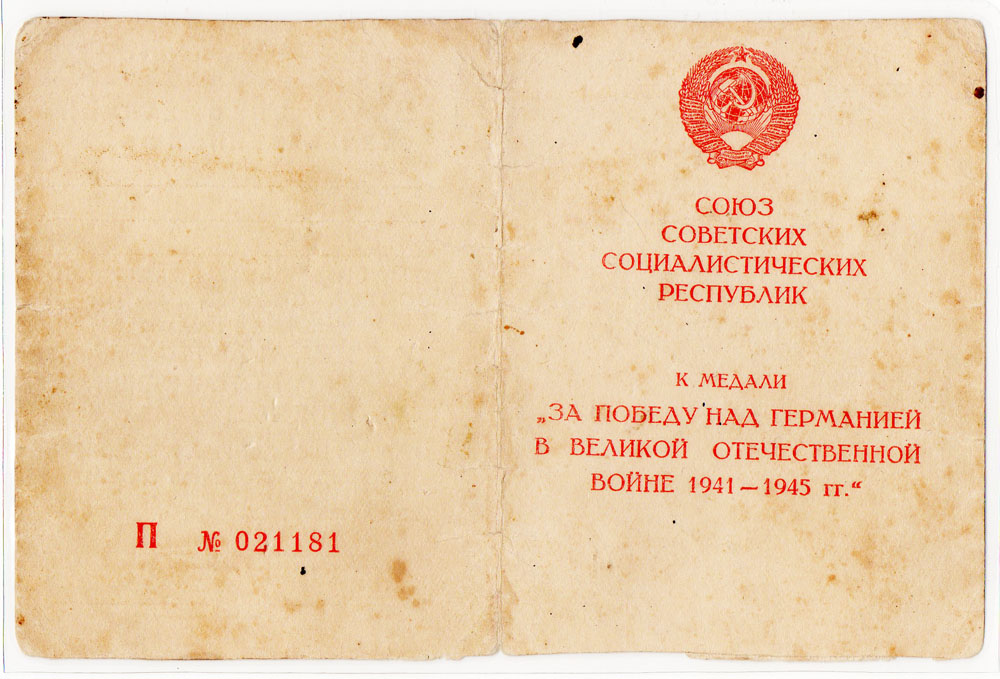 П № 021181
СОЮЗ
СОВЕТСКИХ
СОЦИАЛИСТИЧЕСКИХ
РЕСПУБЛИК
К МЕДАЛИ
„ЗА ПОБЕДУ НАД ГЕРМАНИЕЙ
В ВЕЛИКОЙ ОТЕЧЕСТВЕННОЙ
ВОЙНЕ 1941—1945 гг.“